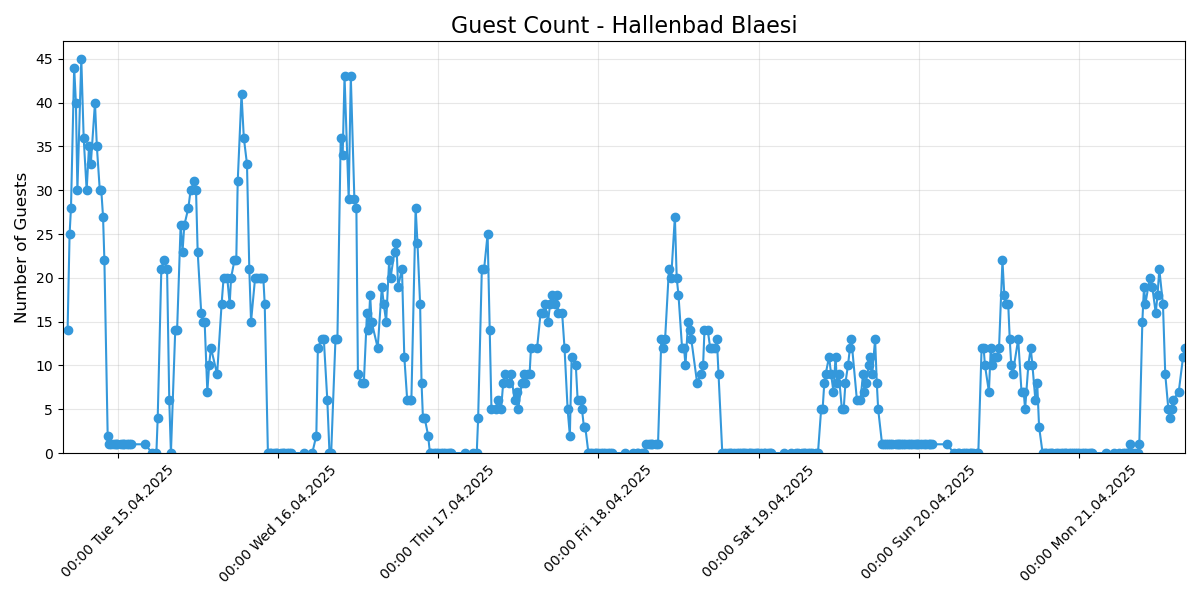 Guest Count - Hallenbad Blaesi
Number of Guests
45
40
35
30
25
20
15
10
5
0
00:00 Tue 15.04.2025
00:00 Wed 16.04.2025
00:00 Thu 17.04.2025
00:00 Fri 18.04.2025
00:00 Sat 19.04.2025
00:00 Sun 20.04.2025
00:00 Mon 21.04.2025